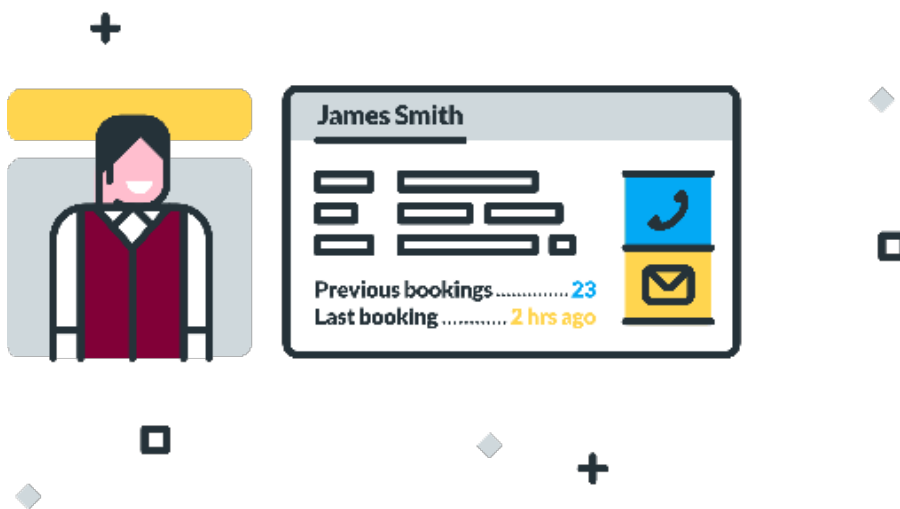 James Smith
Previous bookings ............. 23
Last booking ........... 2 hrs ago